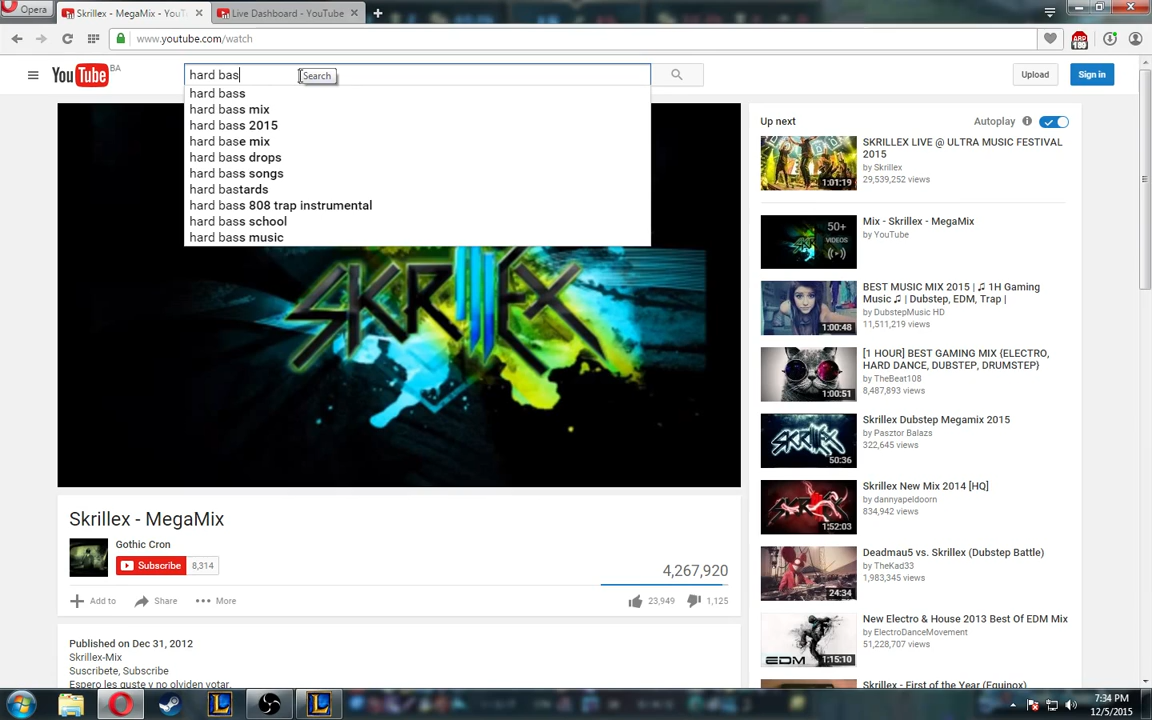 Opera
Skrillex - MegaMix - YouT
Live Dashboard - YouTube
www.youtube.com/watch
ARP
180
YouTube BA
hard bas
Search
Upload
Sign in
hard bass
hard bass mix
hard bass 2015
hard base mix
hard bass drops
hard bass songs
hard bastards
hard bass 808 trap instrumental
hard bass school
hard bass music
SKRILLEX
Skrillex - MegaMix
Gothic Cron
Subscribe 8,314
4,267,920
Add to Share More 23,949 1,125
Published on Dec 31, 2012
Skrillex-Mix
Suscribete, Subscribe
Espero les guste y no olviden votar.
Up next Autoplay
SKRILLEX LIVE @ ULTRA MUSIC FESTIVAL
2015
by Skrillex
29,539,252 views
1:01:19
Mix - Skrillex - MegaMix
by YouTube
50+
VIDEOS
BEST MUSIC MIX 2015 | ♫ 1H Gaming
Music ♫ | Dubstep, EDM, Trap |
by DubstepMusic HD
11,511,219 views
1:00:48
[1 HOUR] BEST GAMING MIX (ELECTRO,
HARD DANCE, DUBSTEP, DRUMSTEP)
by TheBeat108
8,487,893 views
1:00:51
Skrillex Dubstep Megamix 2015
by Pasztor Balazs
322,645 views
SKRILLEX
50:36
Skrillex New Mix 2014 [HQ]
by dannyapeldoorn
834,942 views
1:52:03
Deadmau5 vs. Skrillex (Dubstep Battle)
by TheKad33
1,983,345 views
24:34
New Electro & House 2013 Best Of EDM Mix
by ElectroDanceMovement
51,228,707 views
EDM
1:15:10
Skrillex - First of the Year (Equinox)
7:34 PM
12/5/2015